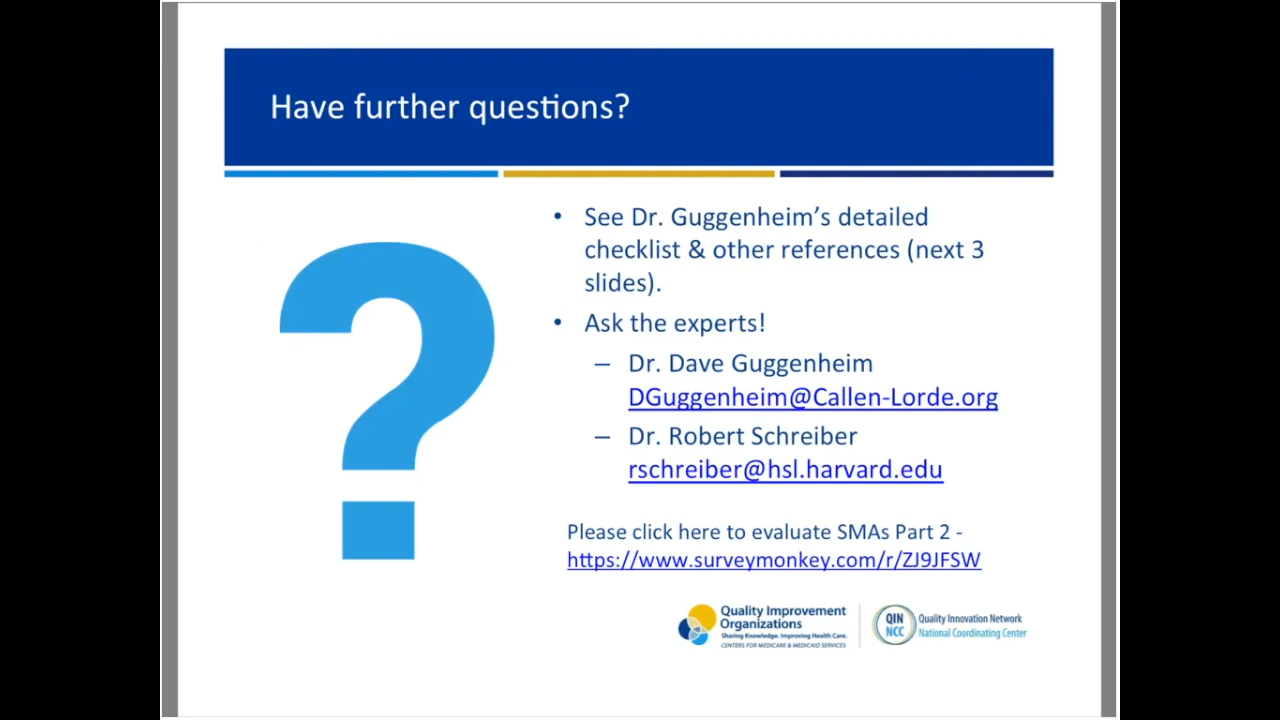 Have further questions?
?
• See Dr. Guggenheim's detailed
checklist & other references (next 3
slides).
• Ask the experts!
– Dr. Dave Guggenheim
DGuggenheim@Callen-Lorde.org
– Dr. Robert Schreiber
rschreiber@hsl.harvard.edu
Please click here to evaluate SMAs Part 2 -
https://www.surveymonkey.com/r/ZJ9JFSW
Quality Improvement
Organizations
Sharing Knowledge. Improving Health Care.
CENTERS FOR MEDICARE & MEDICAID SERVICES
QIN
NCC
Quality Innovation Network
National Coordinating Center